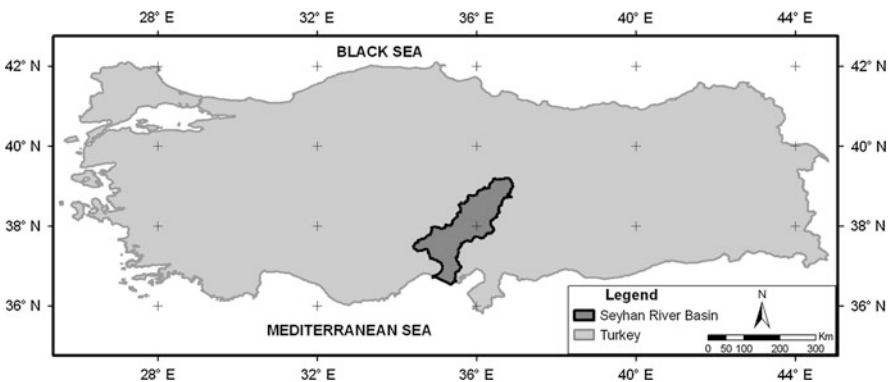 28° E 32° E 36° E 40° E 44° E
BLACK SEA
42° N 42° N
40° N 40° N
38° N 38° N
36° N 36° N
Legend
Seyhan River Basin
Turkey
N
0 50 100 200 300 Km
MEDITERRANEAN SEA
28° E 32° E 36° E 40° E 44° E